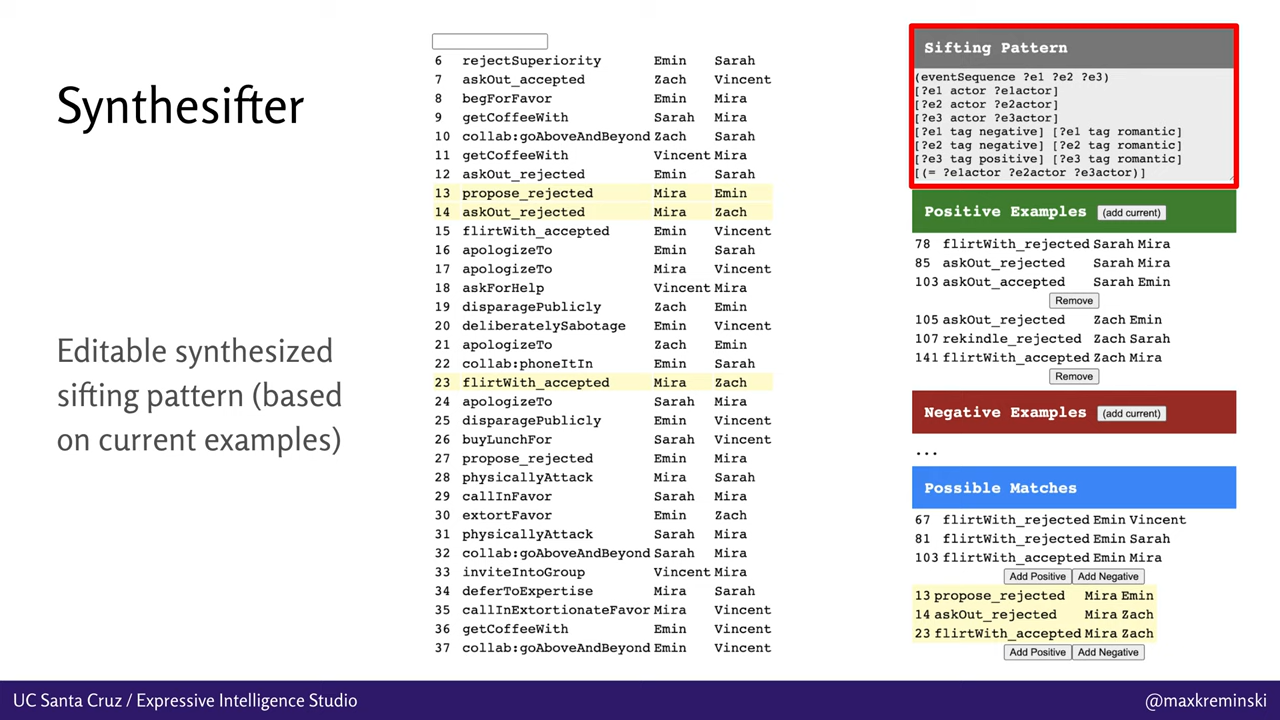 Synthesifter
Editable synthesized
sifting pattern (based
on current examples)
6 rejectSuperiority Emin Sarah
7 askOut_accepted Zach Vincent
8 begForFavor Emin Mira
9 getCoffeeWith Sarah Mira
10 collab:goAboveAndBeyond Zach Sarah
11 getCoffeeWith Vincent Mira
12 askOut_rejected Emin Sarah
13 propose_rejected Mira Emin
14 askOut_rejected Mira Zach
15 flirtWith_accepted Emin Vincent
16 apologizeTo Emin Sarah
17 apologizeTo Mira Vincent
18 askForHelp Vincent Mira
19 disparagePublicly Zach Emin
20 deliberatelySabotage Emin Vincent
21 apologizeTo Zach Emin
22 collab:phoneItIn Emin Sarah
23 flirtWith_accepted Mira Zach
24 apologizeTo Sarah Mira
25 disparagePublicly Emin Vincent
26 buyLunchFor Sarah Vincent
27 propose_rejected Emin Mira
28 physicallyAttack Mira Sarah
29 callInFavor Sarah Mira
30 extortFavor Emin Zach
31 physicallyAttack Sarah Mira
32 collab:goAboveAndBeyond Sarah Mira
33 inviteIntoGroup Vincent Mira
34 deferToExpertise Mira Sarah
35 callInExtortionateFavor Mira Vincent
36 getCoffeeWith Emin Vincent
37 collab:goAboveAndBeyond Emin Vincent
Sifting Pattern
(eventSequence ?e1 ?e2 ?e3)
[?e1 actor ?e1actor]
[?e2 actor ?e2actor]
[?e3 actor ?e3actor]
[?e1 tag negative] [?e1 tag romantic]
[?e2 tag negative] [?e2 tag romantic]
[?e3 tag positive] [?e3 tag romantic]
[(= ?e1actor ?e2actor ?e3actor)]
Positive Examples (add current)
78 flirtWith_rejected Sarah Mira
85 askOut_rejected Sarah Mira
103 askOut_accepted Sarah Emin
Remove
105 askOut_rejected Zach Emin
107 rekindle_rejected Zach Sarah
141 flirtWith_accepted Zach Mira
Remove
Negative Examples (add current)
...
Possible Matches
67 flirtWith_rejected Emin Vincent
81 flirtWith_rejected Emin Sarah
103 flirtWith_accepted Emin Mira
Add Positive Add Negative
13 propose_rejected Mira Emin
14 askOut_rejected Mira Zach
23 flirtWith_accepted Mira Zach
Add Positive Add Negative
UC Santa Cruz / Expressive Intelligence Studio
@maxkreminski